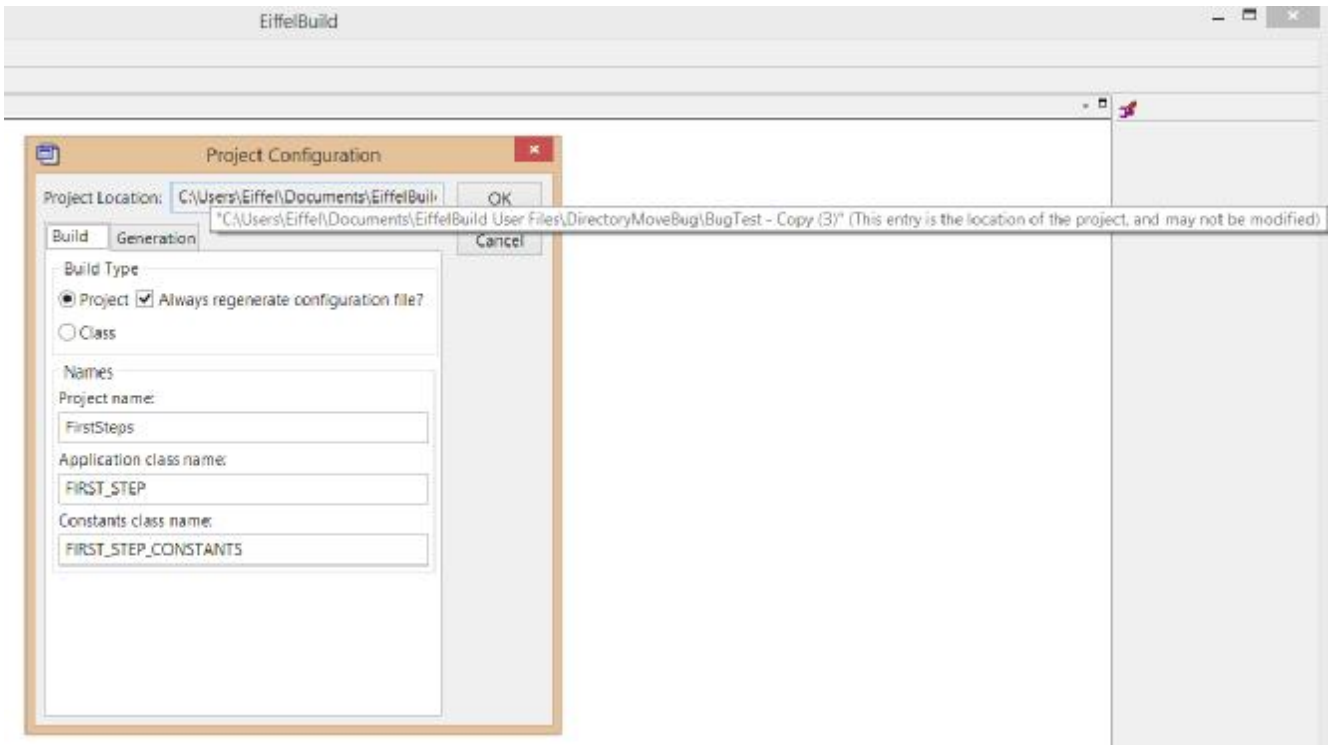 EiffelBuild
Project Configuration
Project Location: C:\Users\Eiffel\Documents\EiffelBuil
OK
"C:\Users\Eiffel\Documents\EiffelBuild User Files\DirectoryMoveBug\BugTest - Copy (3)" (This entry is the location of the project, and may not be modified)
Build Generation
Cancel
Build Type
Project Always regenerate configuration file?
Class
Names
Project name:
FirstSteps
Application class name:
FIRST_STEP
Constants class name:
FIRST_STEP_CONSTANTS